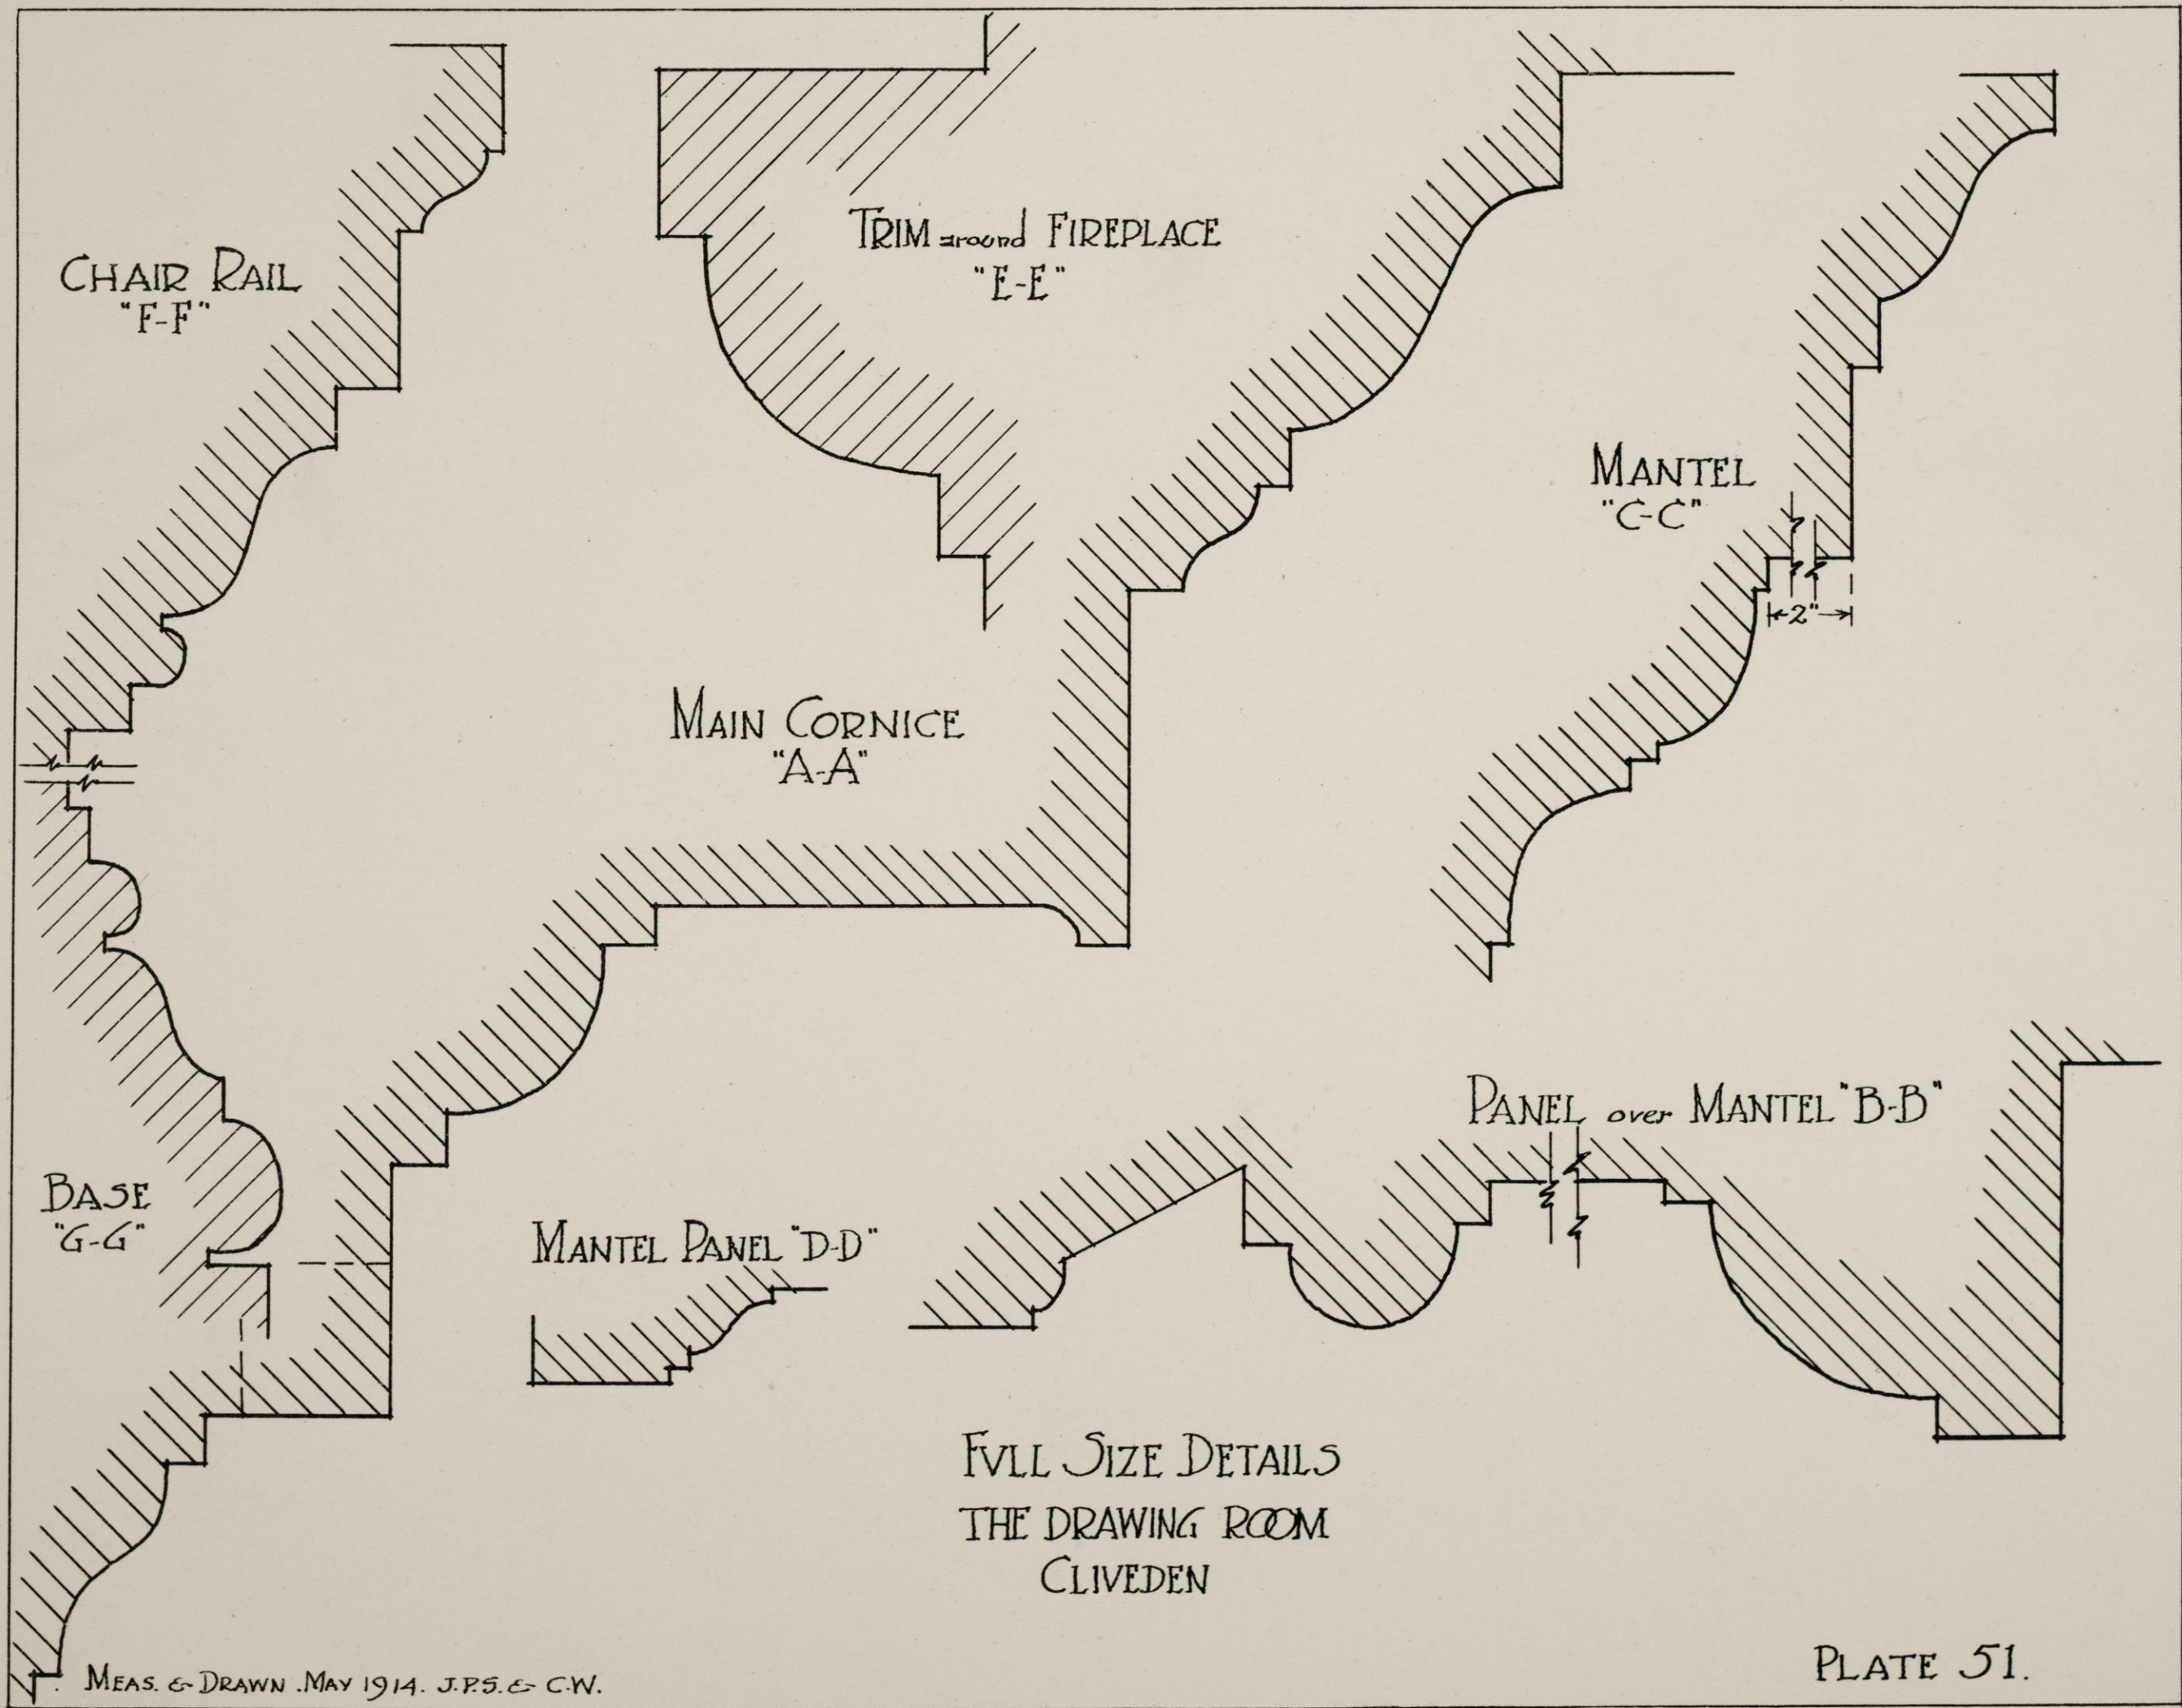 CHAIR RAIL
"F-F"
TRIM around FIREPLACE
"E-E"
MANTEL
"C-C"
2"
MAIN CORNICE
"A-A"
PANEL over MANTEL "B-B"
BASE
"G-G"
MANTEL PANEL "D-D"
FVLL SIZE DETAILS
THE DRAWING ROOM
CLIVEDEN
MEAS. & DRAWN . MAY 1914. J.P.S. & C.W.
PLATE 51.